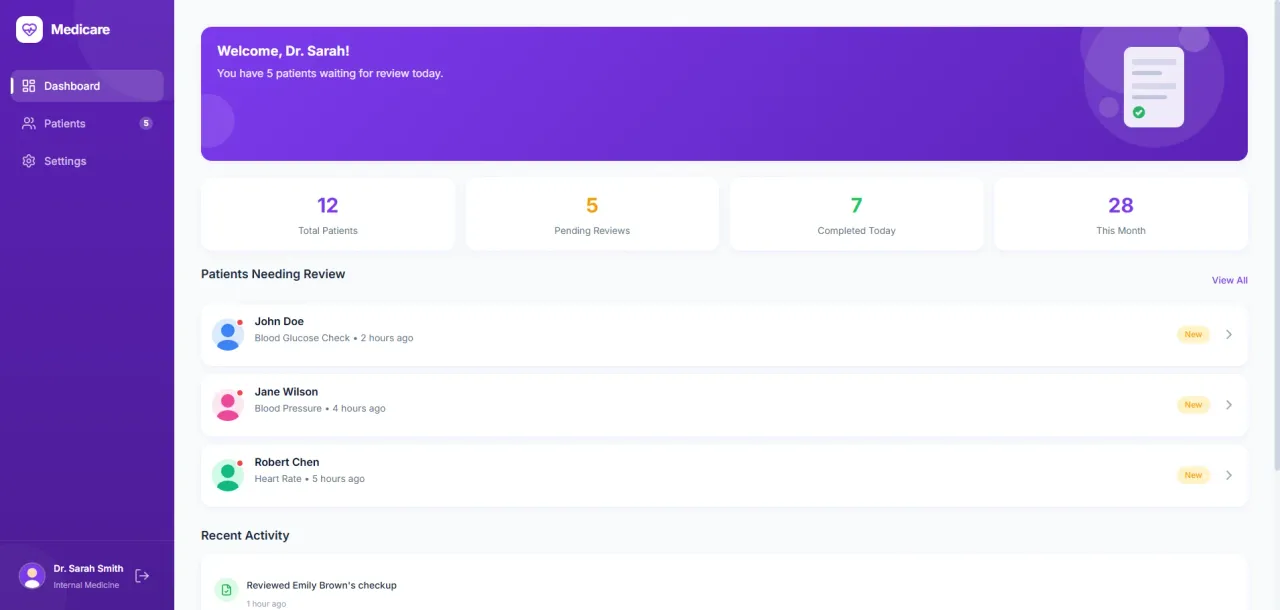 Medicare
Dashboard
Patients 5
Settings
Dr. Sarah Smith
Internal Medicine
Welcome, Dr. Sarah!
You have 5 patients waiting for review today.
12
Total Patients
5
Pending Reviews
7
Completed Today
28
This Month
Patients Needing Review
View All
John Doe
Blood Glucose Check • 2 hours ago
New
Jane Wilson
Blood Pressure • 4 hours ago
New
Robert Chen
Heart Rate • 5 hours ago
New
Recent Activity
Reviewed Emily Brown's checkup
1 hour ago